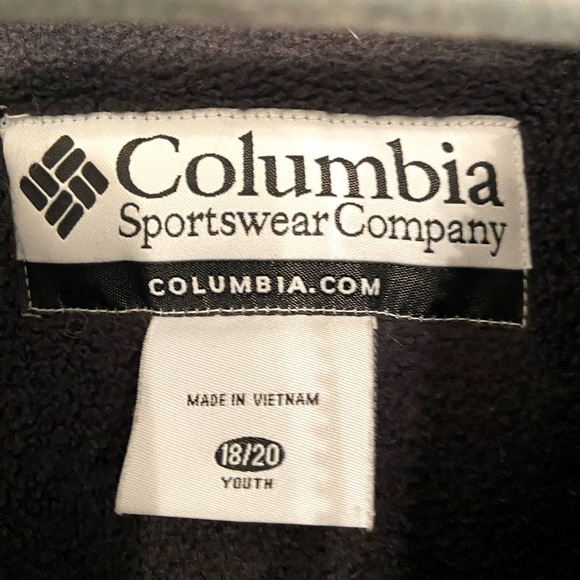 Columbia
Sportswear Company
COLUMBIA.COM
MADE IN VIETNAM
18/20
YOUTH